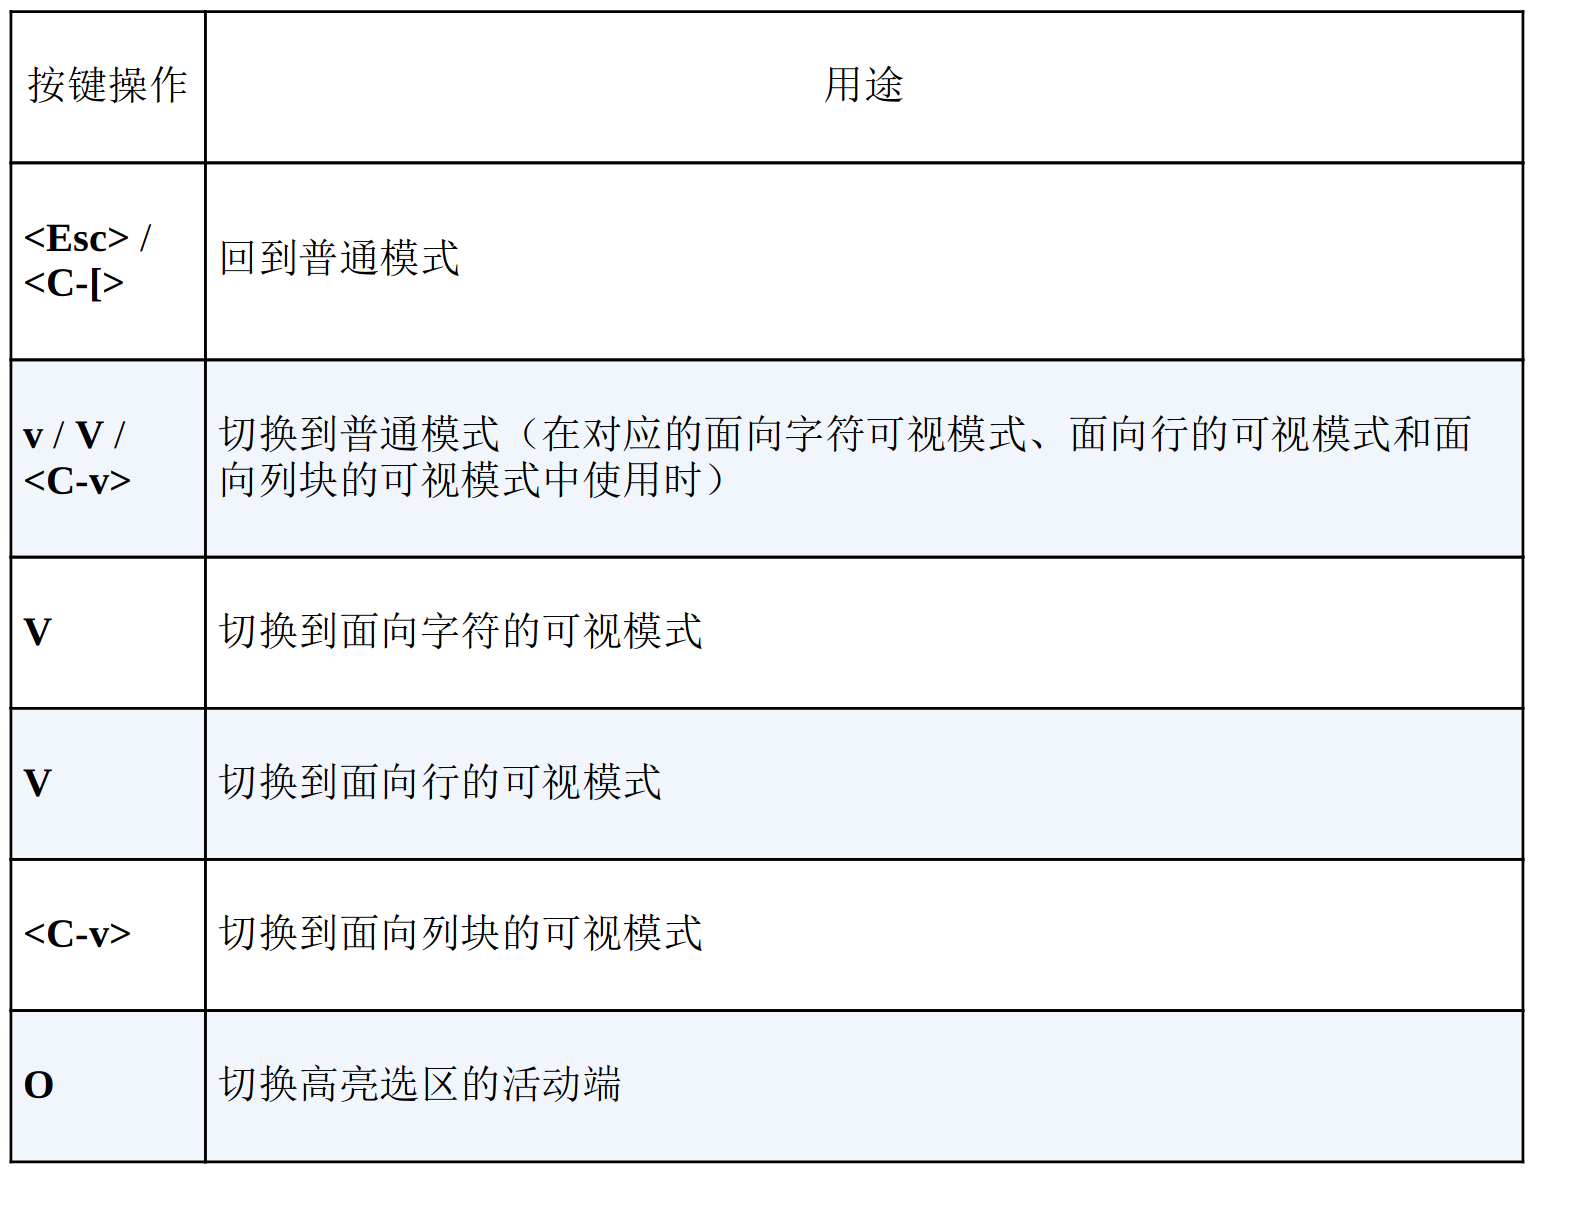 按键操作
用途
<Esc> /
<C-[>
回到普通模式
v / V /
<C-v>
切换到普通模式（在对应的面向字符可视模式、面向行的可视模式和面
向列块的可视模式中使用时）
V
切换到面向字符的可视模式
V
切换到面向行的可视模式
<C-v>
切换到面向列块的可视模式
O
切换高亮选区的活动端